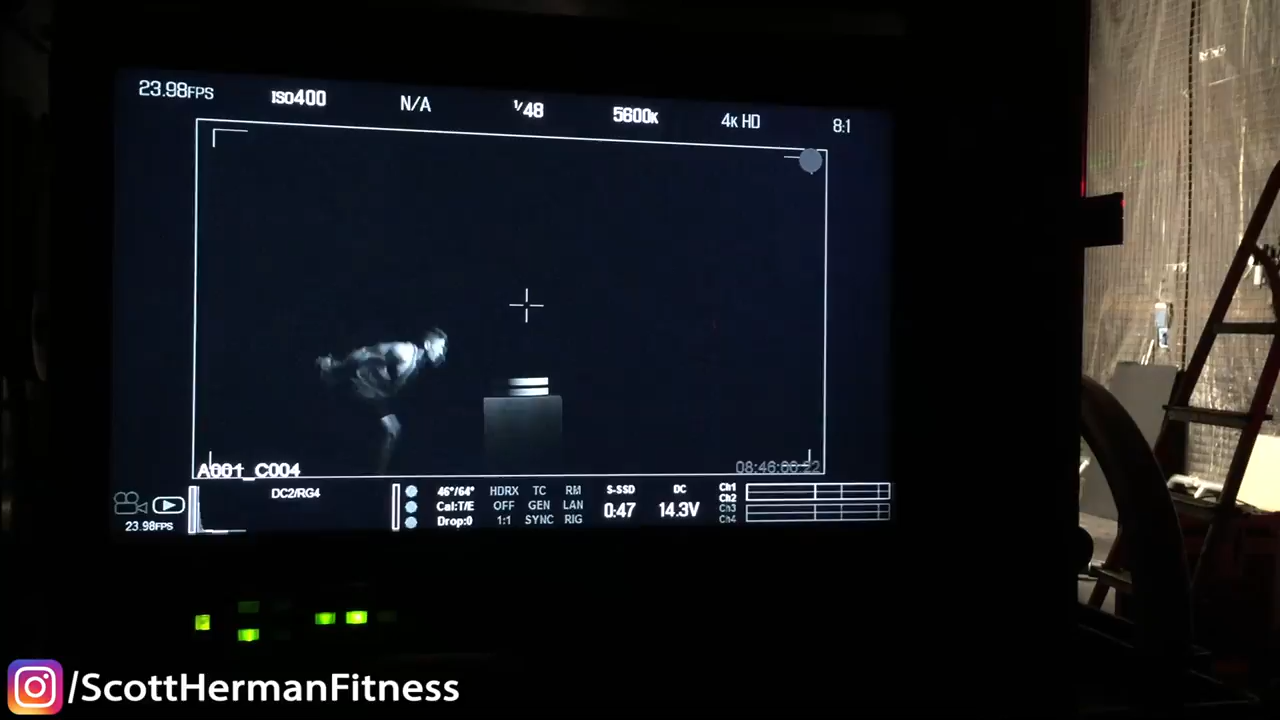 23.98FPS ISO400 N/A 1/48 5600K 4K HD 8:1
A001_C004 08:46:00:22
DC2/RG4
46°/64° HDRX TC RM S-SSD DC Ch1
Cal:T/E OFF GEN LAN 0:47 14.3V Ch2
Drop:0 1:1 SYNC RIG Ch3
23.98FPS Ch4
/ScottHermanFitness